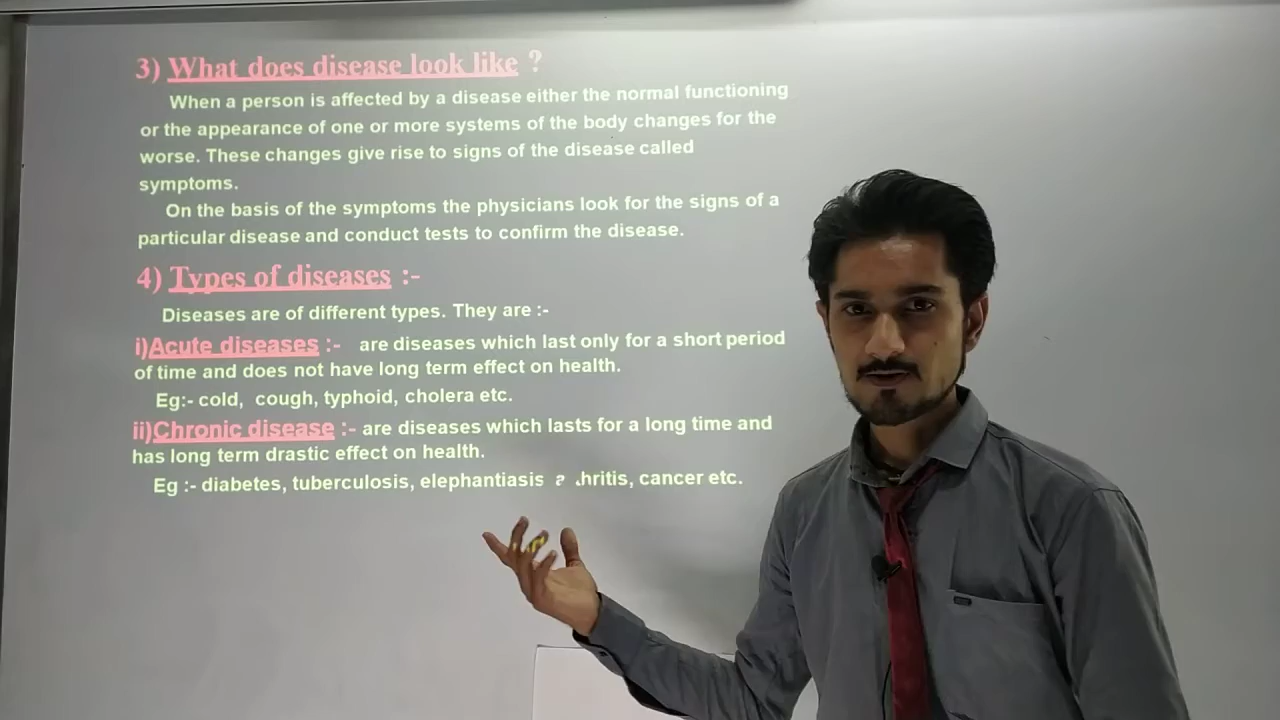 3) What does disease look like ?
When a person is affected by a disease either the normal functioning
or the appearance of one or more systems of the body changes for the
worse. These changes give rise to signs of the disease called
symptoms.
On the basis of the symptoms the physicians look for the signs of a
particular disease and conduct tests to confirm the disease.
4) Types of diseases :-
Diseases are of different types. They are :-
i)Acute diseases :- are diseases which last only for a short period
of time and does not have long term effect on health.
Eg:- cold, cough, typhoid, cholera etc.
ii)Chronic disease :- are diseases which lasts for a long time and
has long term drastic effect on health.
Eg :- diabetes, tuberculosis, elephantiasis cancer etc.